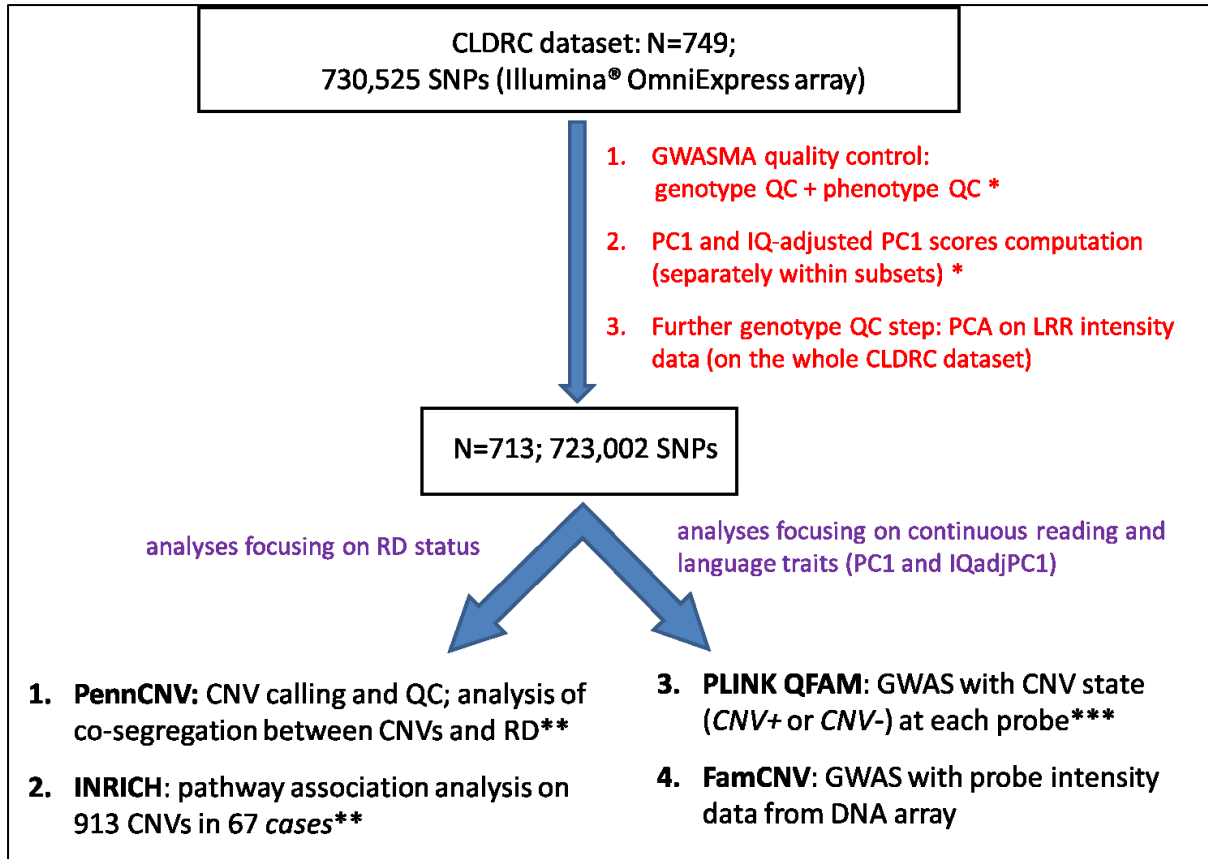 CLDRC dataset: N=749;
730,525 SNPs (Illumina® OmniExpress array)
1. GWASMA quality control:
genotype QC + phenotype QC *
2. PC1 and IQ-adjusted PC1 scores computation
(separately within subsets) *
3. Further genotype QC step: PCA on LRR intensity
data (on the whole CLDRC dataset)
N=713; 723,002 SNPs
analyses focusing on RD status
analyses focusing on continuous reading and
language traits (PC1 and IQadjPC1)
1. PennCNV: CNV calling and QC; analysis of
co-segregation between CNVs and RD**
2. INRICH: pathway association analysis on
913 CNVs in 67 cases**
3. PLINK QFAM: GWAS with CNV state
(CNV+ or CNV-) at each probe***
4. FamCNV: GWAS with probe intensity
data from DNA array